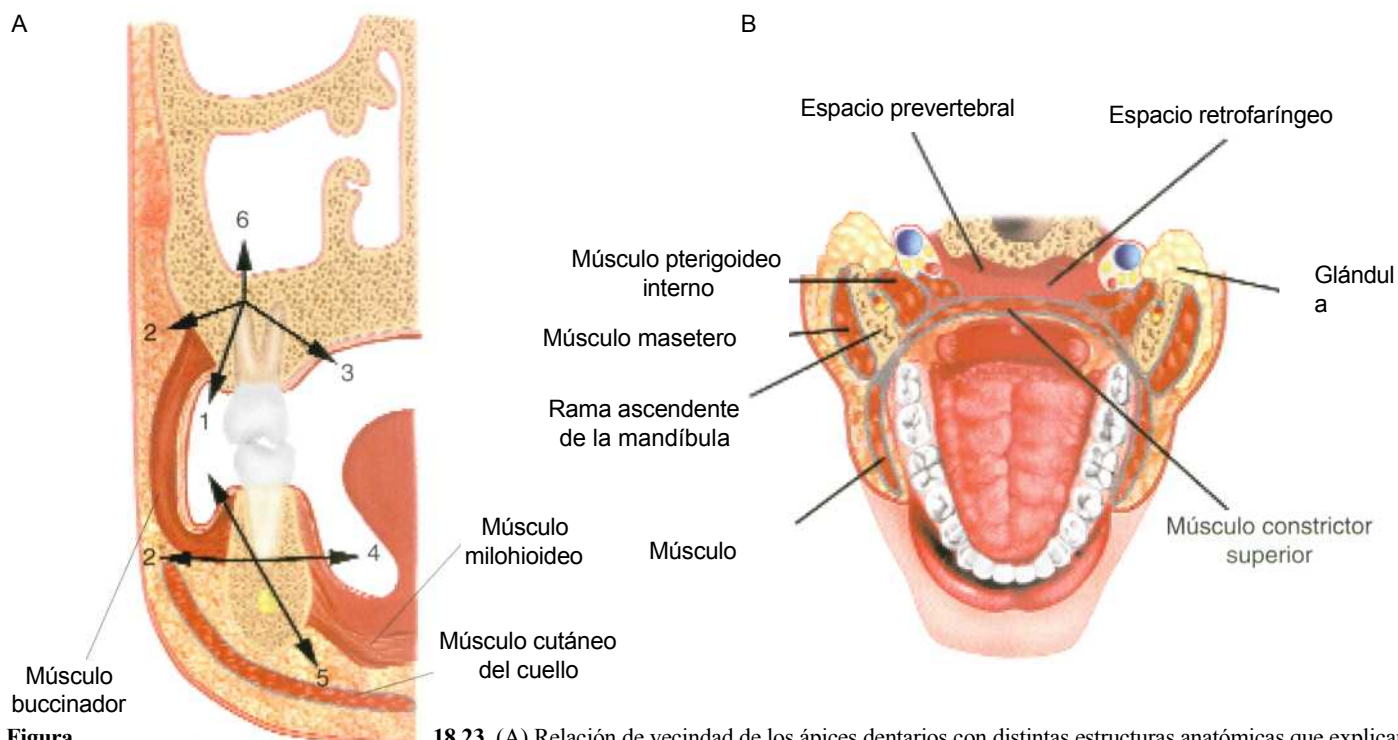 A
B
Espacio prevertebral
Espacio retrofaríngeo
6
Músculo pterigoideo
interno
Glándul
a
2
Músculo masetero
3
1
Rama ascendente
de la mandíbula
Músculo
milohioideo
Músculo
Músculo constrictor
superior
2
4
Músculo cutáneo
del cuello
5
Músculo
buccinador
Figura 18.23. (A) Relación de vecindad de los ápices dentarios con distintas estructuras anatómicas que explican